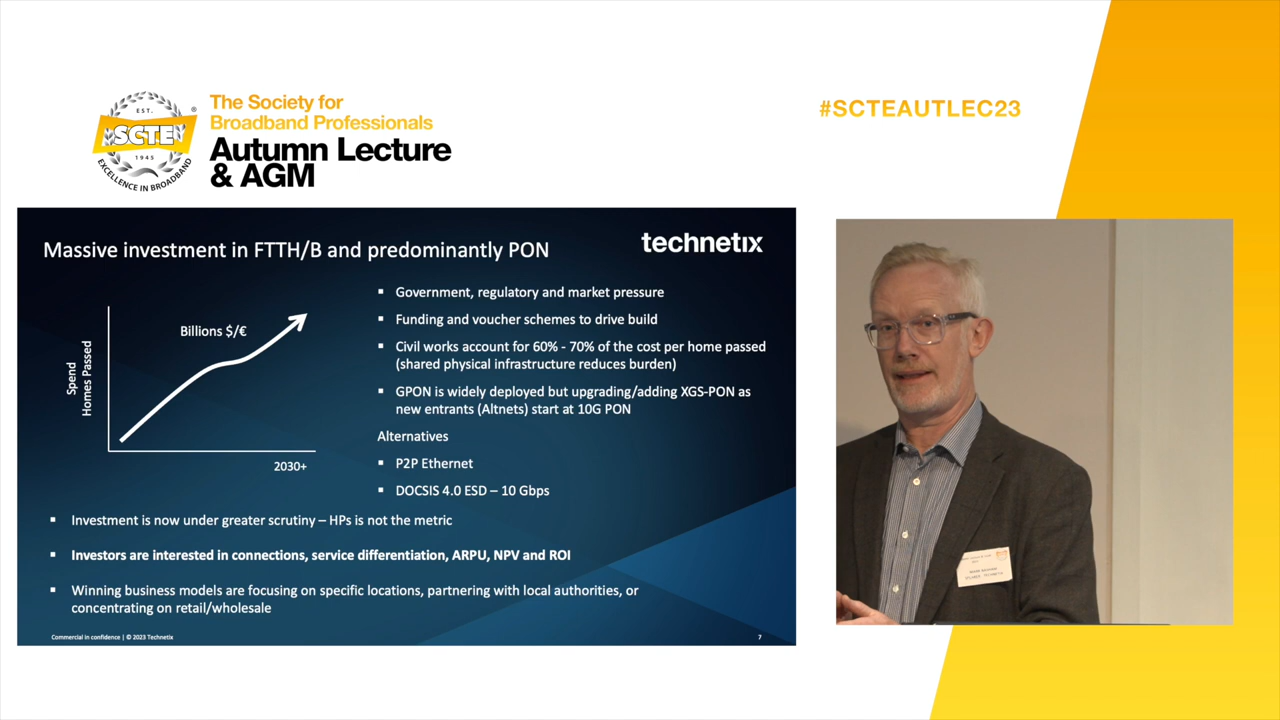 EST.
SCTE
®
1945
EXCELLENCE IN BROADBAND
The Society for
Broadband Professionals
Autumn Lecture
& AGM
#SCTEAUTLEC23
Massive investment in FTTH/B and predominantly PON
technetix
Billions $/€
Spend
Homes Passed
2030+
▪ Government, regulatory and market pressure
▪ Funding and voucher schemes to drive build
▪ Civil works account for 60% - 70% of the cost per home passed
(shared physical infrastructure reduces burden)
▪ GPON is widely deployed but upgrading/adding XGS-PON as
new entrants (Altnets) start at 10G PON
Alternatives
▪ P2P Ethernet
▪ DOCSIS 4.0 ESD – 10 Gbps
▪ Investment is now under greater scrutiny – HPs is not the metric
▪ Investors are interested in connections, service differentiation, ARPU, NPV and ROI
▪ Winning business models are focusing on specific locations, partnering with local authorities, or
concentrating on retail/wholesale
Commercial in confidence | © 2023 Technetix
7